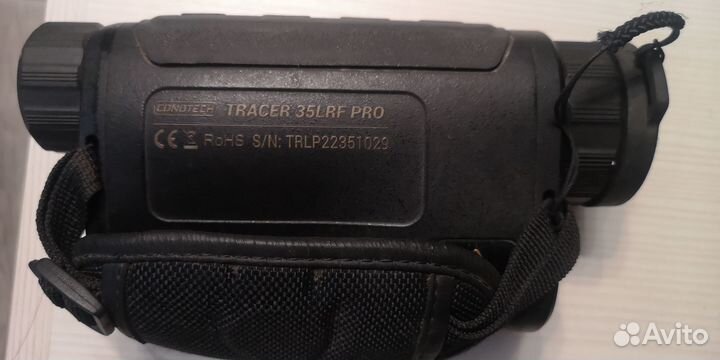 CONOTECH TRACER 35LRF PRO
CE RoHS S/N: TRLP22351029
Avito